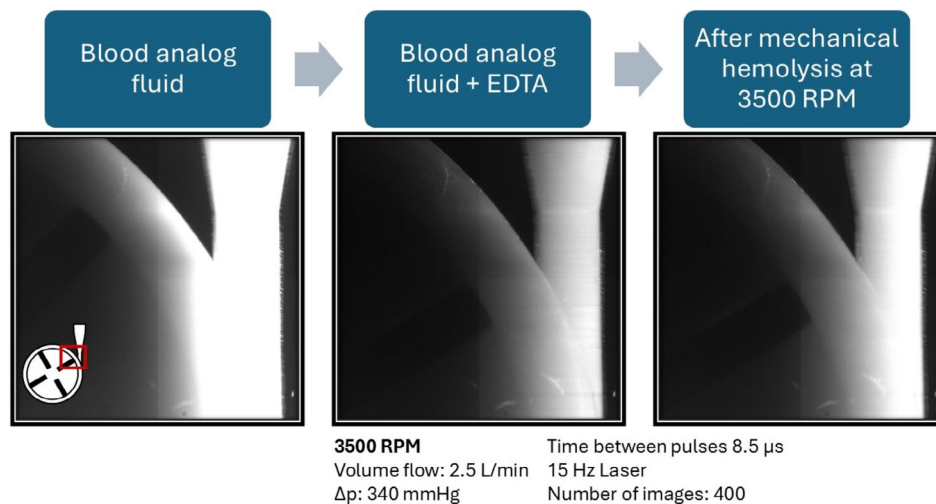 Blood analog
fluid
Blood analog
fluid + EDTA
After mechanical
hemolysis at
3500 RPM
3500 RPM
Volume flow: 2.5 L/min
Δp: 340 mmHg
Time between pulses 8.5 µs
15 Hz Laser
Number of images: 400